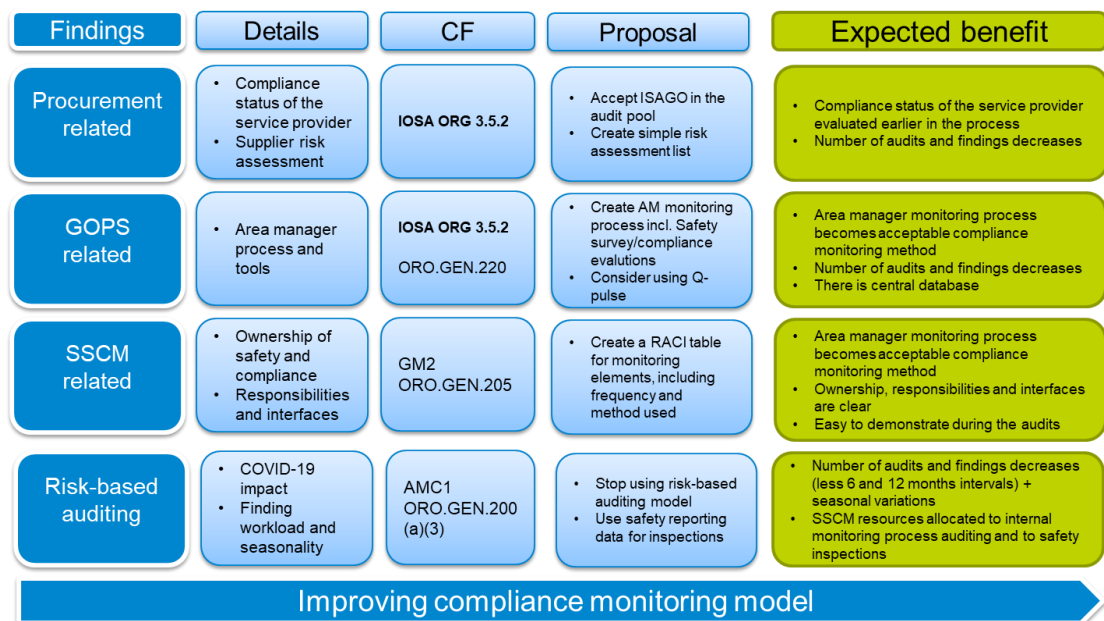 Findings
Details
CF
Proposal
Expected benefit
Procurement
related
• Compliance
status of the
service provider
• Supplier risk
assessment
IOSA ORG 3.5.2
• Accept ISAGO in the
audit pool
• Create simple risk
assessment list
• Compliance status of the service provider
evaluated earlier in the process
• Number of audits and findings decreases
GOPS
related
• Area manager
process and
tools
IOSA ORG 3.5.2
ORO.GEN.220
• Create AM monitoring
process incl. Safety
survey/compliance
evalutions
• Consider using Q-
pulse
• Area manager monitoring process
becomes acceptable compliance
monitoring method
• Number of audits and findings decreases
• There is central database
SSCM
related
• Ownership of
safety and
compliance
• Responsibilities
and interfaces
GM2
ORO.GEN.205
• Create a RACI table
for monitoring
elements, including
frequency and
method used
• Area manager monitoring process
becomes acceptable compliance
monitoring method
• Ownership, responsibilities and interfaces
are clear
• Easy to demonstrate during the audits
Risk-based
auditing
• COVID-19
impact
• Finding
workload and
seasonality
AMC1
ORO.GEN.200
(a)(3)
• Stop using risk-based
auditing model
• Use safety reporting
data for inspections
• Number of audits and findings decreases
(less 6 and 12 months intervals) +
seasonal variations
• SSCM resources allocated to internal
monitoring process auditing and to safety
inspections
Improving compliance monitoring model